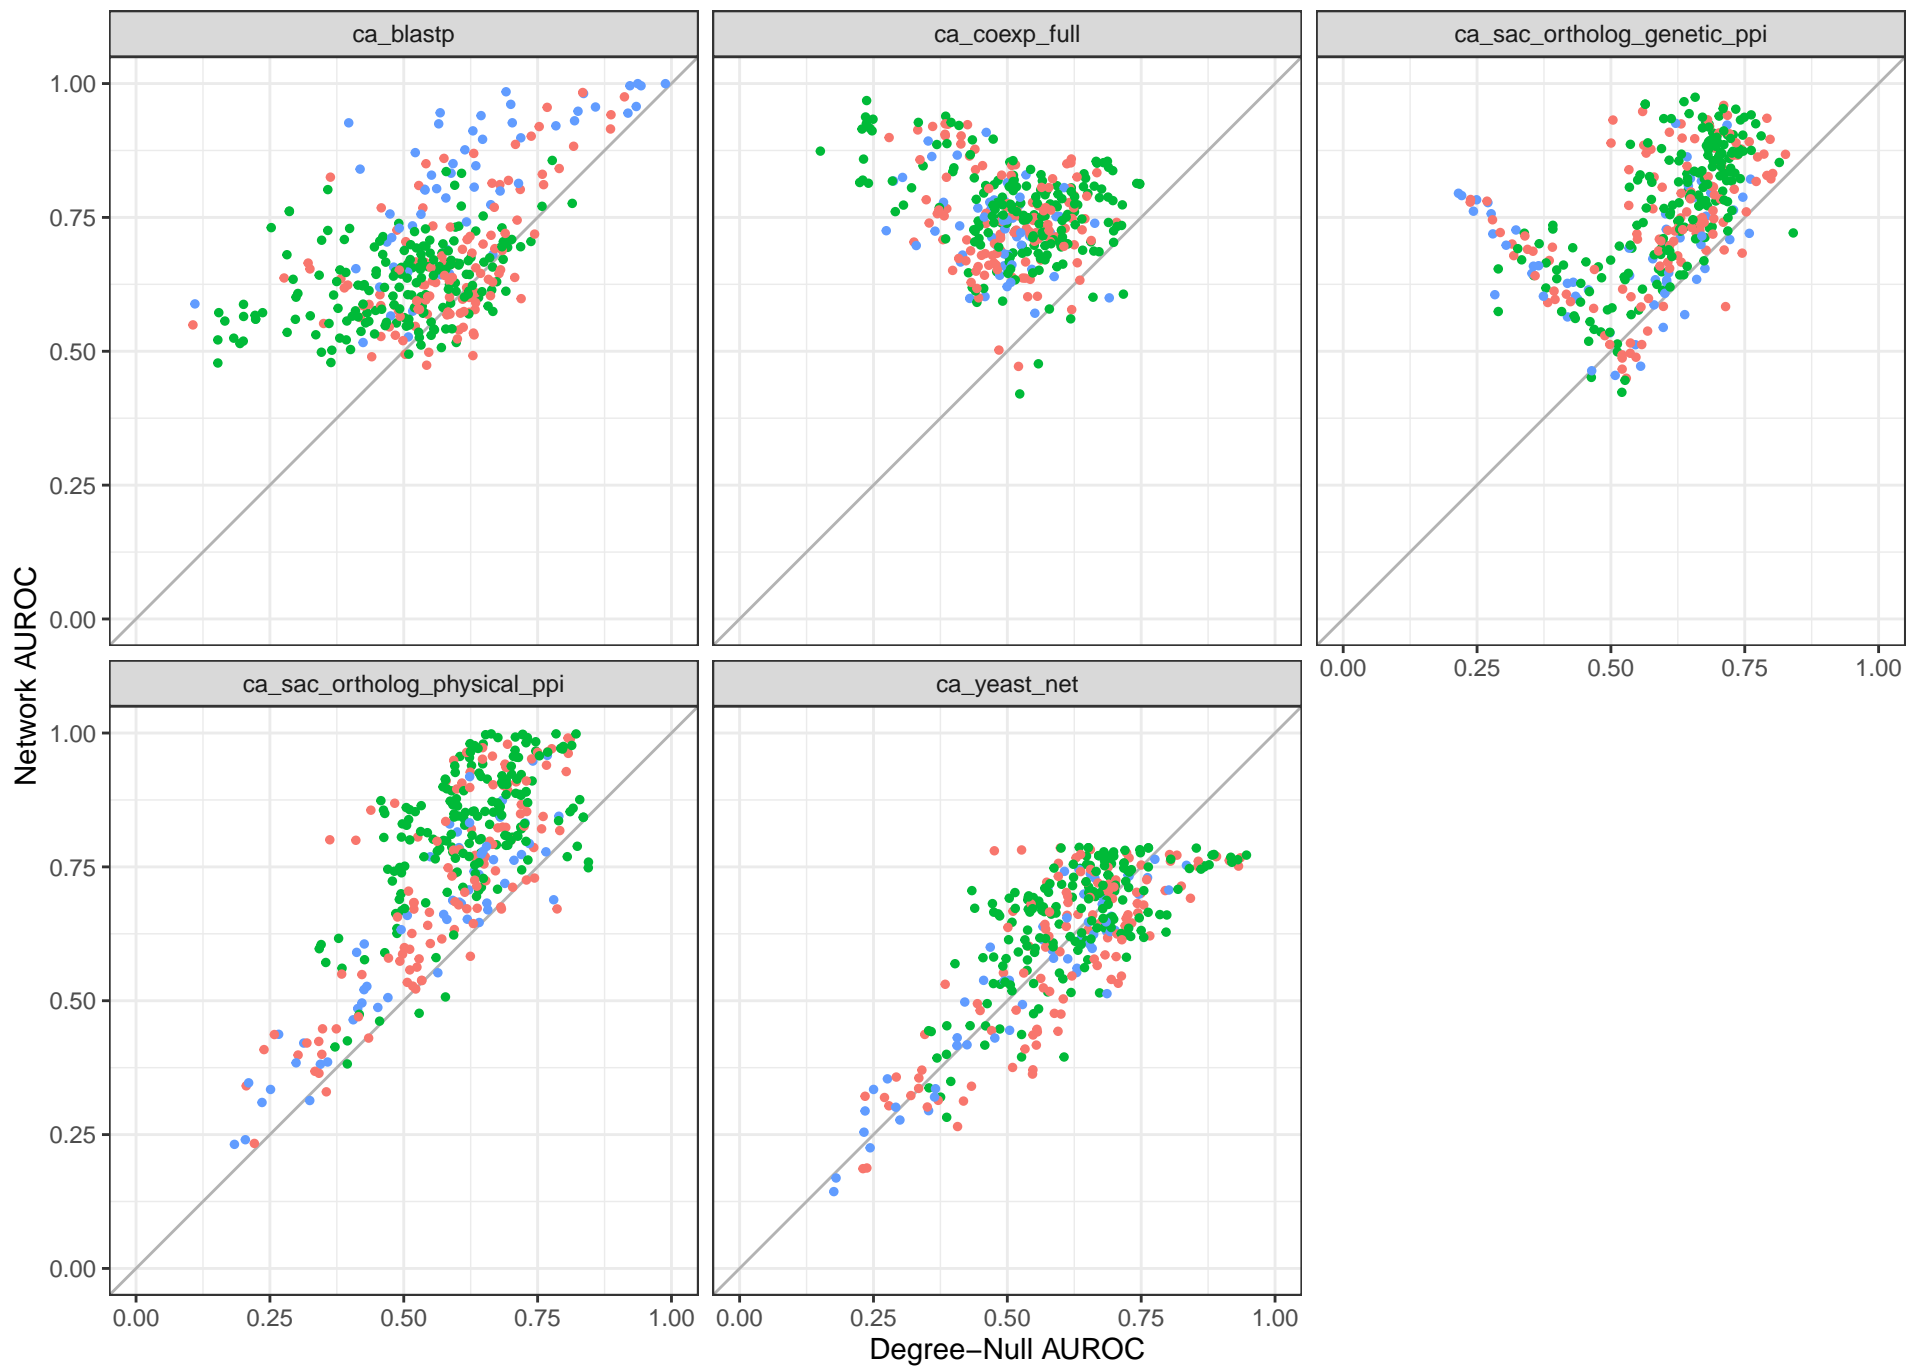 ca_blastp
ca_coexp_full
ca_sac_ortholog_genetic_ppi
1.00
0.75
0.50
0.25
0.00
0.00 0.25 0.50 0.75 1.00
Network AUROC
ca_sac_ortholog_physical_ppi
ca_yeast_net
1.00
0.75
0.50
0.25
0.00
0.00 0.25 0.50 0.75 1.00
0.00 0.25 0.50 0.75 1.00
Degree−Null AUROC